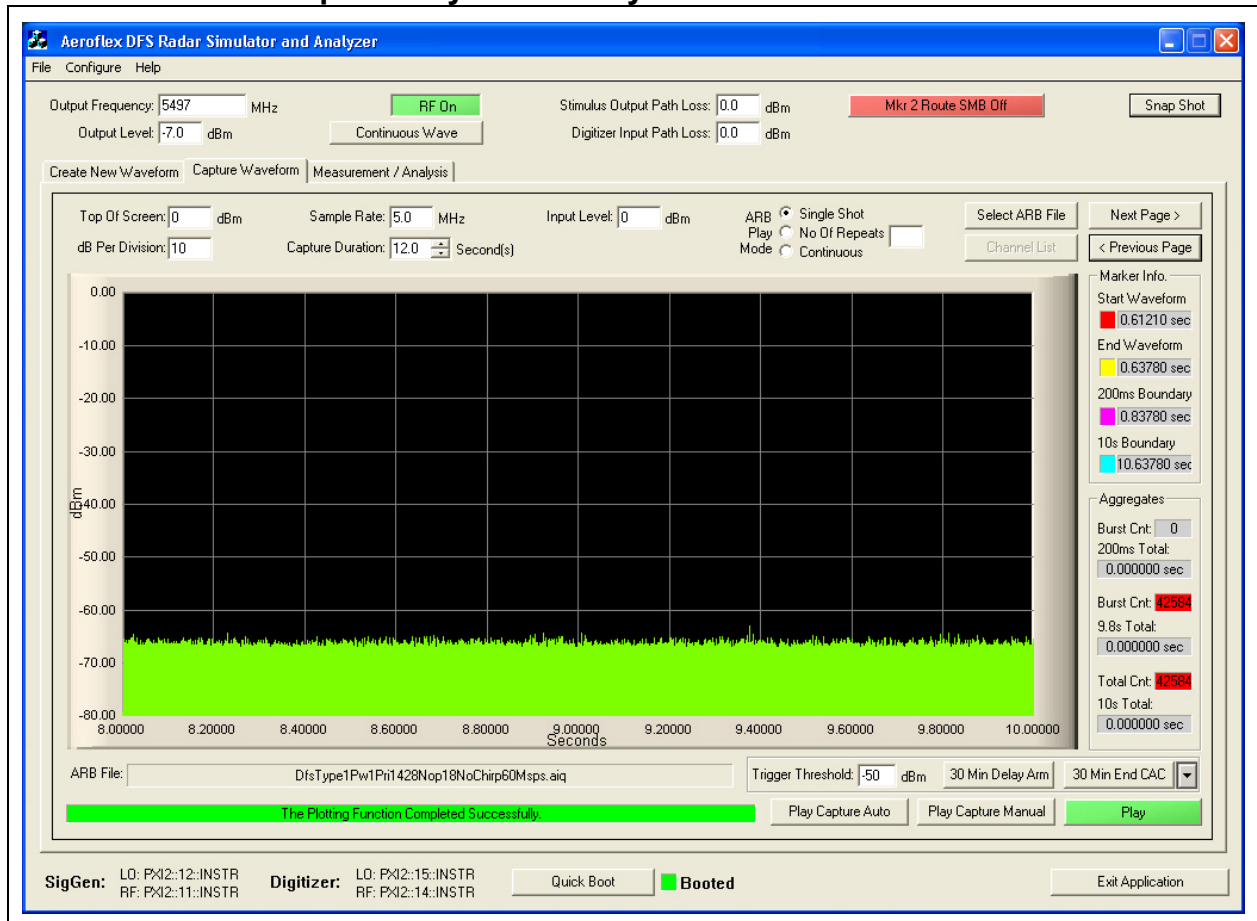 Aeroflex DFS Radar Simulator and Analyzer
File Configure Help
Output Frequency: 5497 MHz
RF On
Stimulus Output Path Loss: 0.0 dBm
Mkr 2 Route SMB Off
Snap Shot
Output Level: -7.0 dBm
Continuous Wave
Digitizer Input Path Loss: 0.0 dBm
Create New Waveform
Capture Waveform
Measurement / Analysis
Top Of Screen: 0 dBm
Sample Rate: 5.0 MHz
Input Level: 0 dBm
ARB Play Mode
Single Shot
No Of Repeats
Continuous
Select ARB File
Next Page >
dB Per Division: 10
Capture Duration: 12.0 Second(s)
Channel List
< Previous Page
0.00
-10.00
-20.00
-30.00
-40.00
-50.00
-60.00
-70.00
-80.00
dBm
8.00000 8.20000 8.40000 8.60000 8.80000 9.00000 9.20000 9.40000 9.60000 9.80000 10.00000
Seconds
Marker Info.
Start Waveform
0.61210 sec
End Waveform
0.63780 sec
200ms Boundary
0.83780 sec
10s Boundary
10.63780 sec
Aggregates
Burst Cnt: 0
200ms Total:
0.000000 sec
Burst Cnt: 42584
9.8s Total:
0.000000 sec
Total Cnt: 42584
10s Total:
0.000000 sec
ARB File: DfsType1Pw1Pri1428Nop18NoChirp60Msps.aiq
Trigger Threshold: -50 dBm
30 Min Delay Arm
30 Min End CAC
The Plotting Function Completed Successfully.
Play Capture Auto
Play Capture Manual
Play
SigGen: LO: PXI2::12::INSTR
RF: PXI2::11::INSTR
Digitizer: LO: PXI2::15::INSTR
RF: PXI2::14::INSTR
Quick Boot
Booted
Exit Application